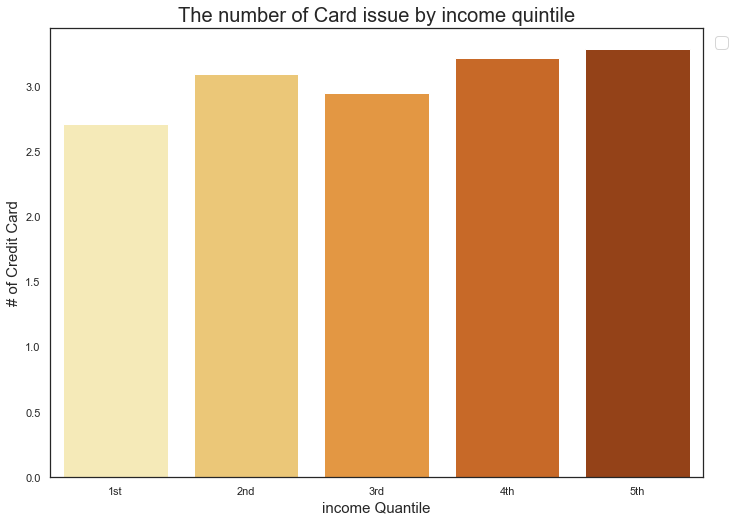 The number of Card issue by income quintile
# of Credit Card
3.0
2.5
2.0
1.5
1.0
0.5
0.0
1st
2nd
3rd
4th
5th
income Quantile